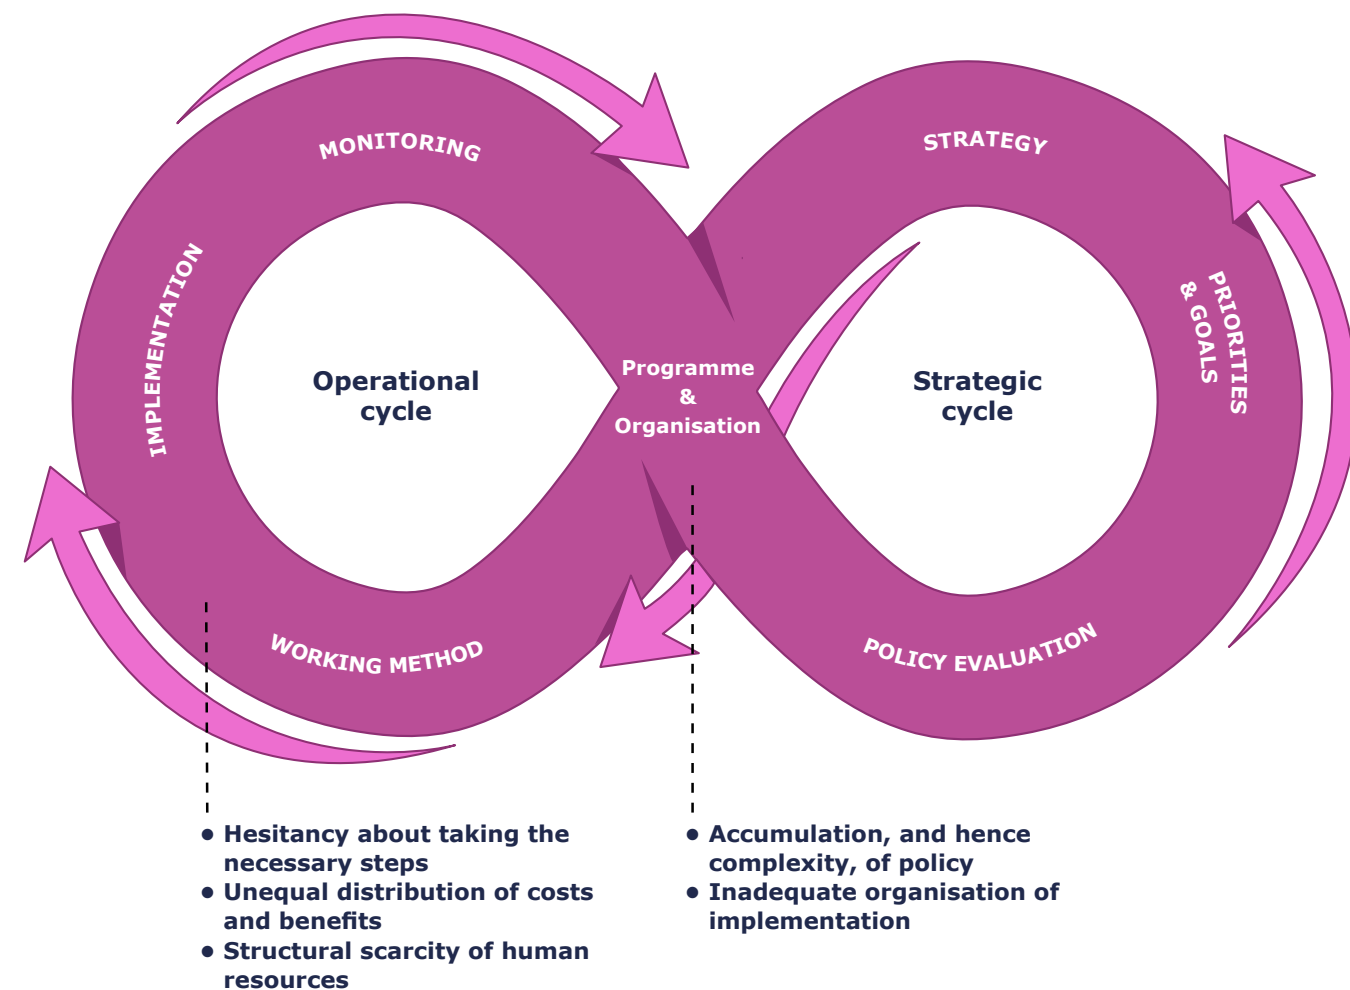 MONITORING
STRATEGY
IMPLEMENTATION
PRIORITIES
& GOALS
Operational
cycle
Programme
&
Organisation
Strategic
cycle
WORKING METHOD
POLICY EVALUATION
• Hesitancy about taking the
necessary steps
• Unequal distribution of costs
and benefits
• Structural scarcity of human
resources
• Accumulation, and hence
complexity, of policy
• Inadequate organisation of
implementation